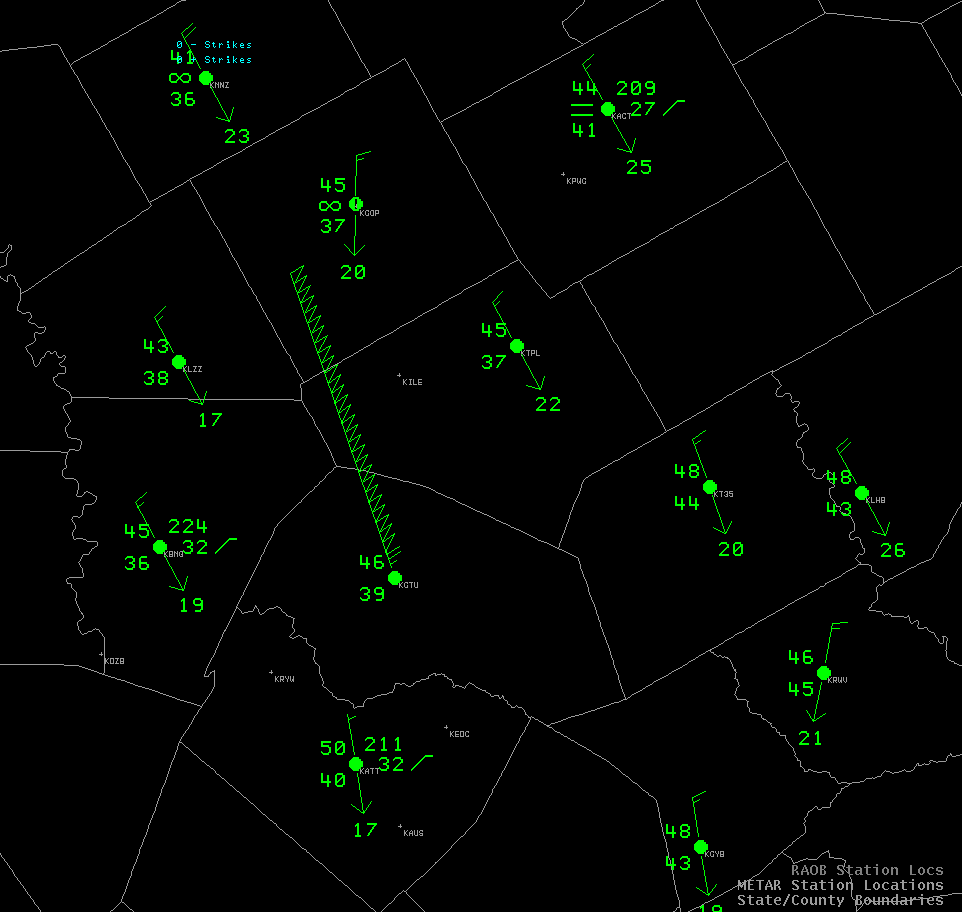 0 - Strikes
0 + Strikes
41
∞
KMNZ
36
23
44 209
KACT 27
41
25
KPWG
45
∞
KGOP
37
20
45
KTPL
37
22
43
KLZZ
38
17
KILE
48
KT35
44
20
48
KLHB
43
26
45 224
KBMQ 32
36
19
46
KGTU
39
KDZB
KRYW
46
45 KRWV
21
KEDC
50 211
KATT 32
40
17
KAUS
48
KGYB
43
RAOB Station Locs
METAR Station Locations
State/County Boundaries